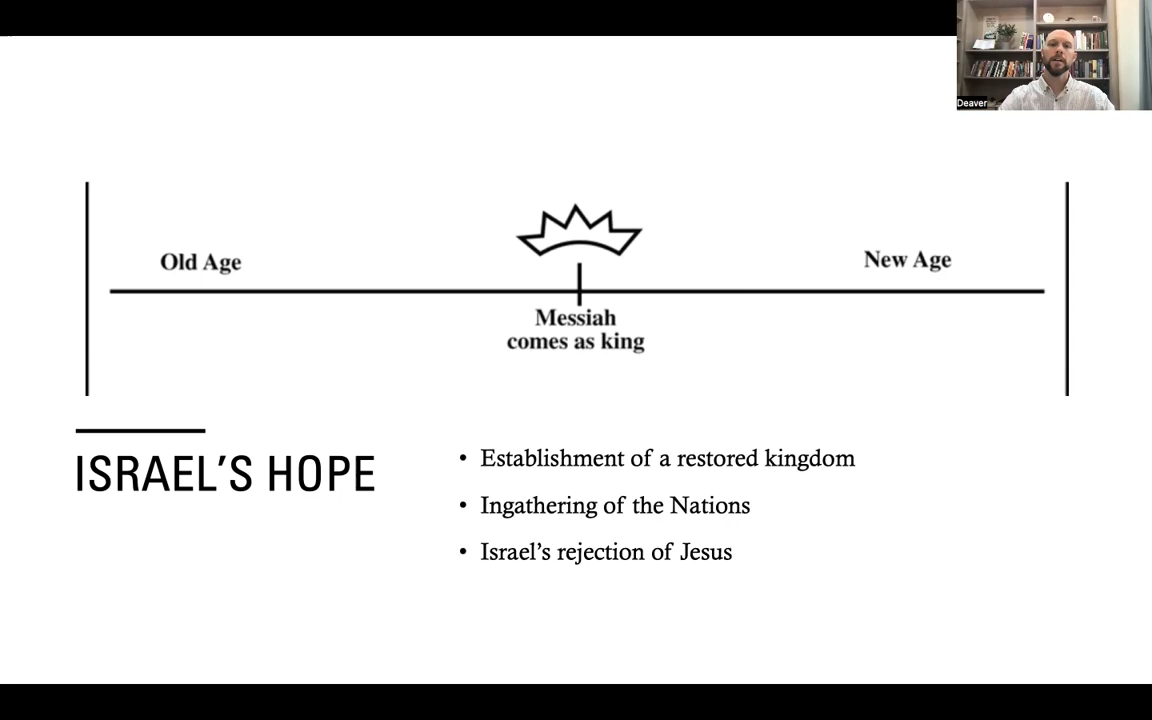 Deaver
Old Age
New Age
Messiah
comes as king
ISRAEL’S HOPE
• Establishment of a restored kingdom
• Ingathering of the Nations
• Israel’s rejection of Jesus